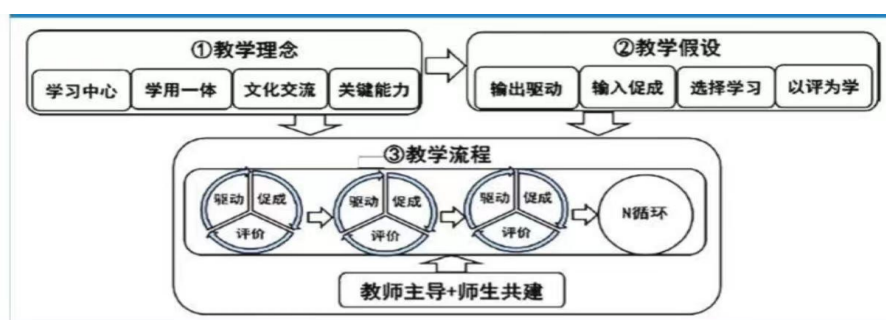 ①教学理念
学习中心 学用一体 文化交流 关键能力
②教学假设
输出驱动 输入促成 选择学习 以评为学
③教学流程
驱动 促成 评价
驱动 促成 评价
驱动 促成 评价
N循环
教师主导+师生共建